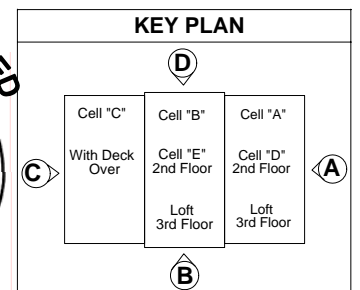 KEY PLAN
ED
D
Cell "C"
With Deck
Over
Cell "B"
Cell "E"
2nd Floor
Loft
3rd Floor
Cell "A"
Cell "D"
2nd Floor
Loft
3rd Floor
C
A
B